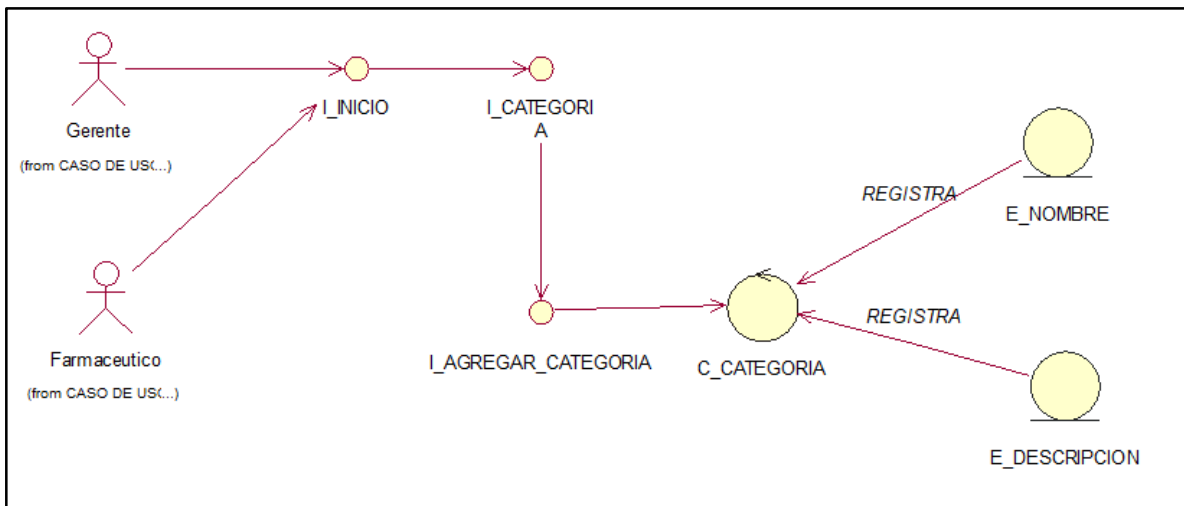 Gerente
(from CASO DE US(...)
I_INICIO
I_CATEGORI
A
REGISTRA
E_NOMBRE
Farmaceutico
(from CASO DE US(...)
I_AGREGAR_CATEGORIA
C_CATEGORIA
REGISTRA
E_DESCRIPCION